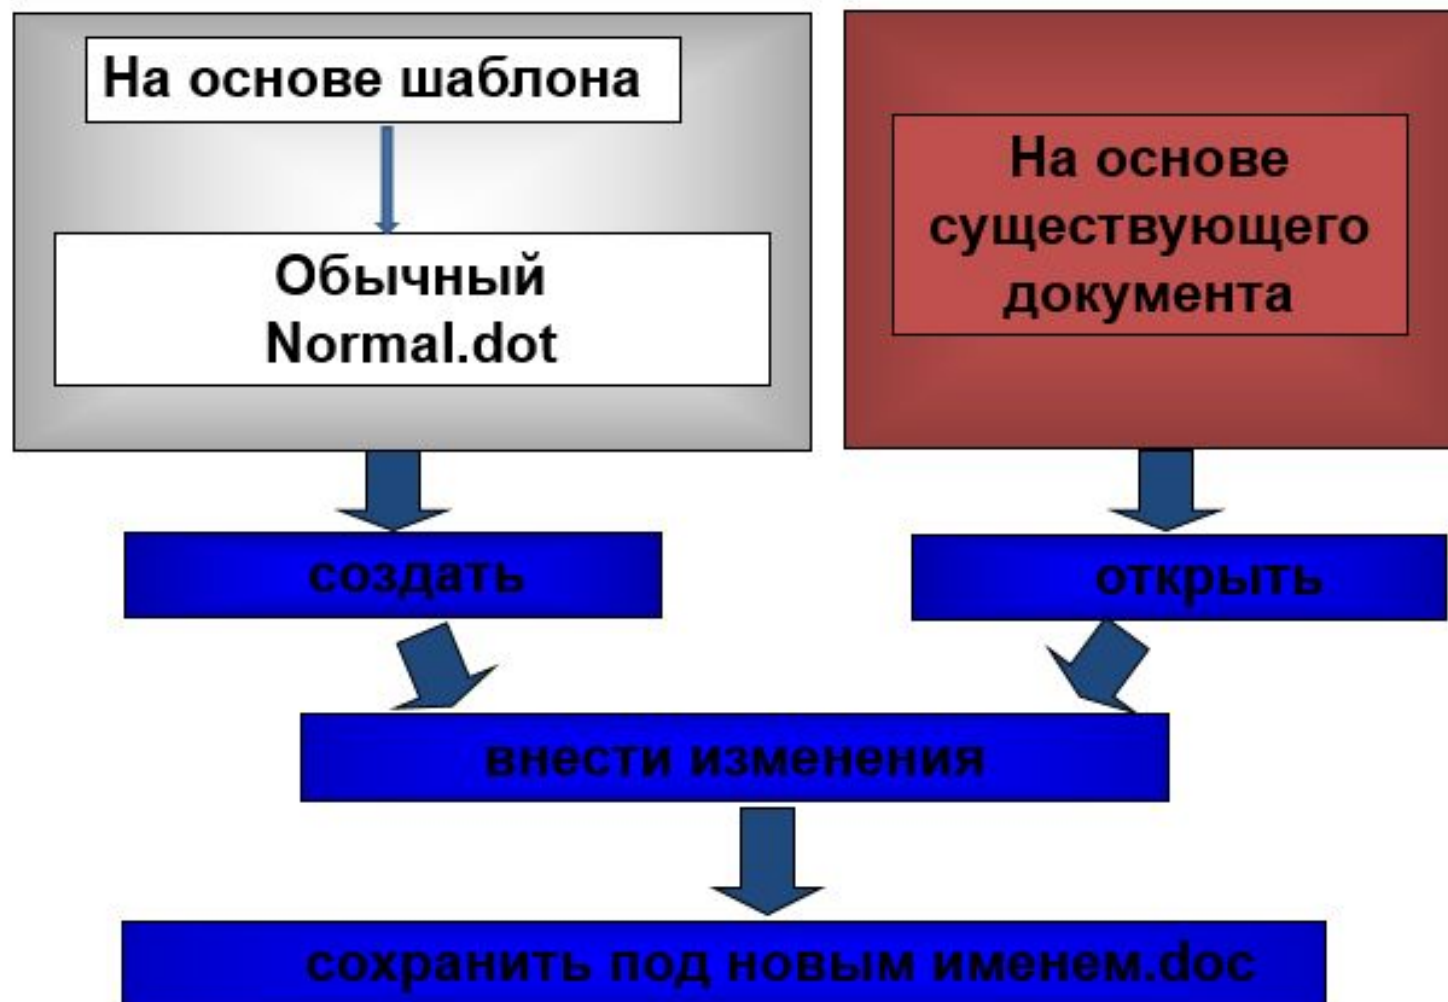 На основе шаблона
Обычный
Normal.dot
На основе
существующего
документа
создать
открыть
внести изменения
сохранить под новым именем.doc